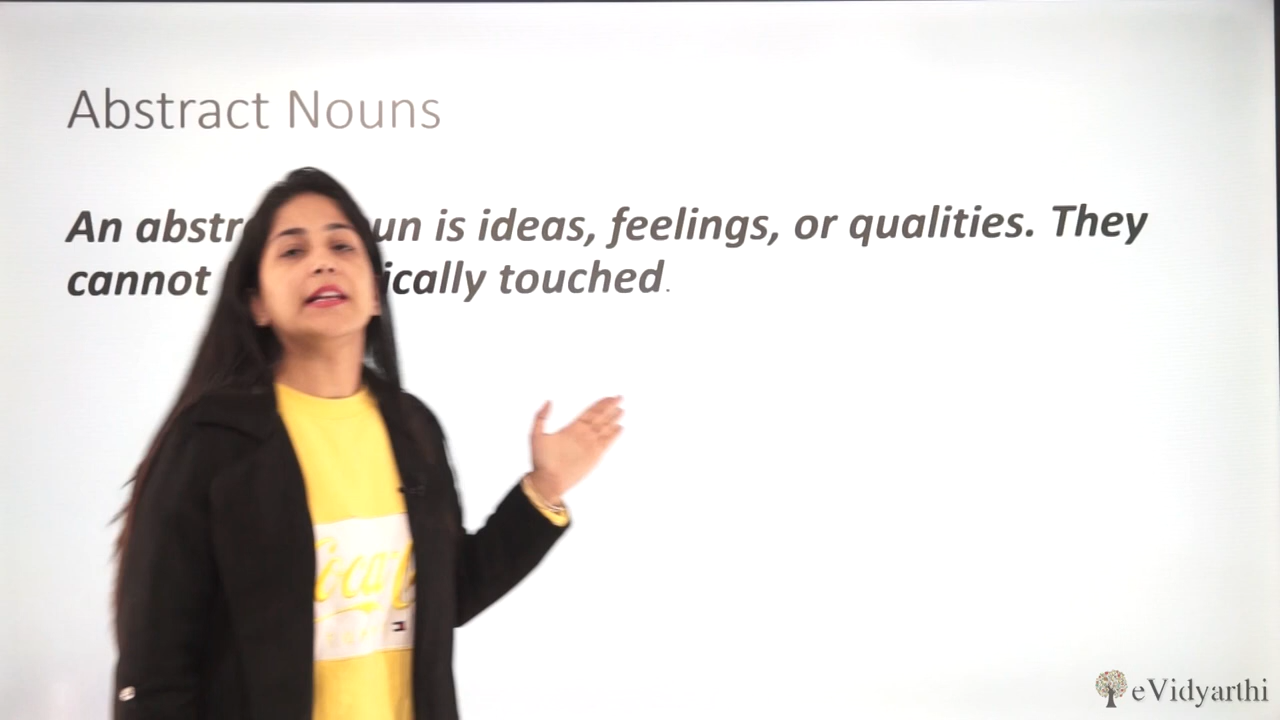 Abstract Nouns
An is ideas, feelings, or qualities. They
cannot touched.
eVidyarthi